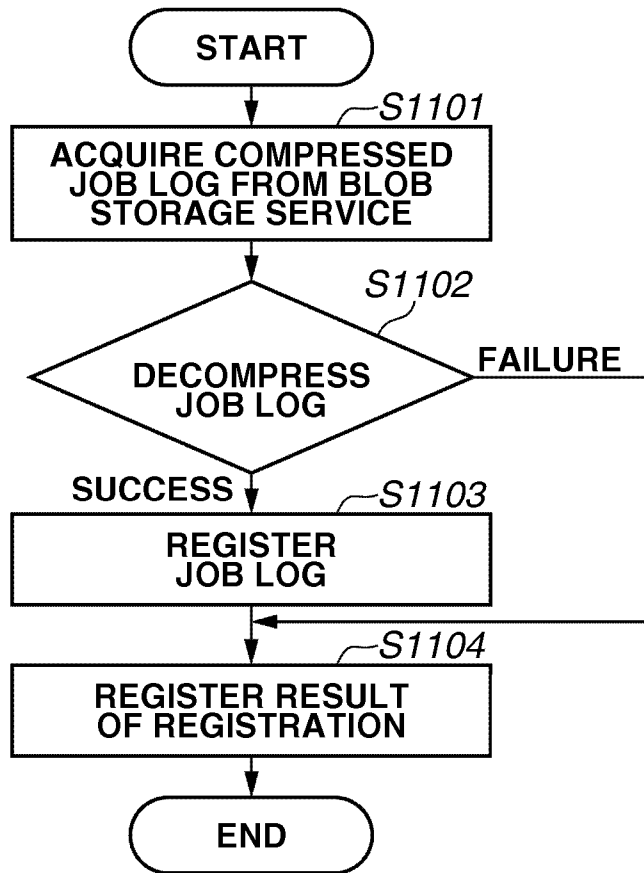 START
S1101
ACQUIRE COMPRESSED
JOB LOG FROM BLOB
STORAGE SERVICE
S1102
DECOMPRESS
JOB LOG
FAILURE
SUCCESS
S1103
REGISTER
JOB LOG
S1104
REGISTER RESULT
OF REGISTRATION
END